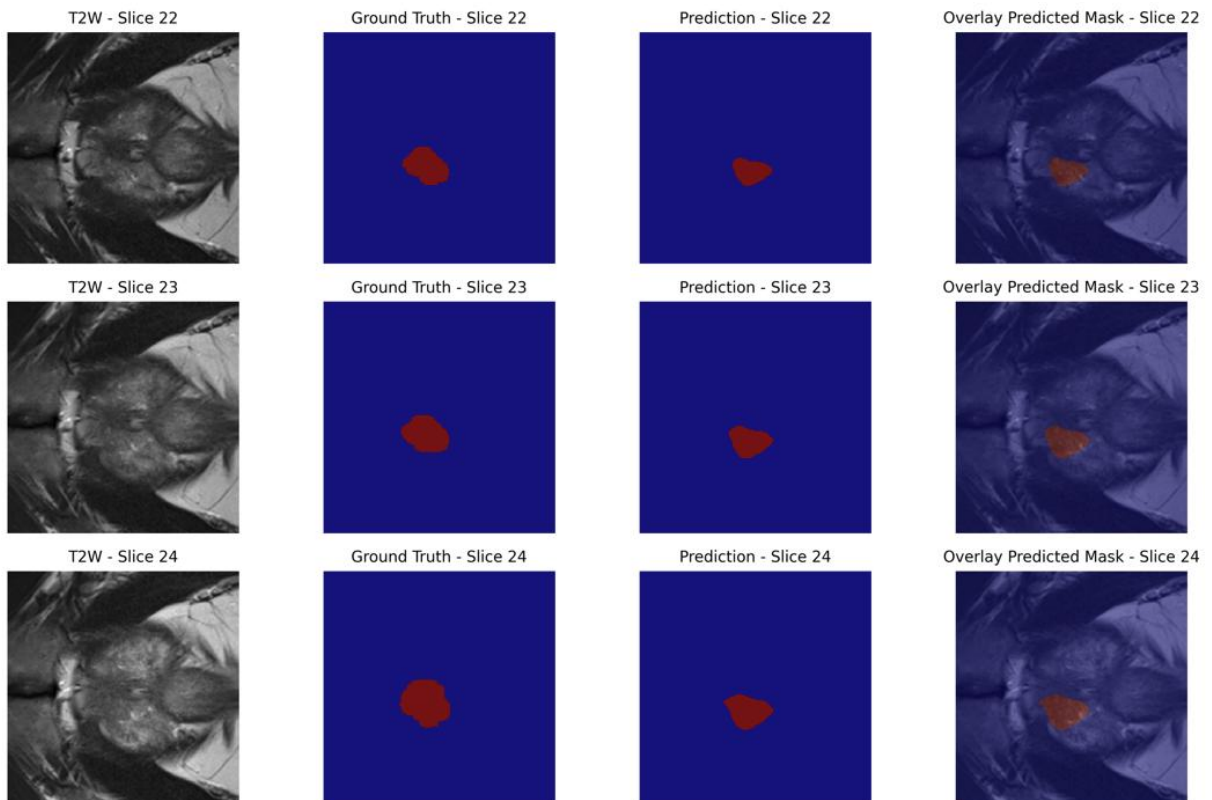 T2W - Slice 22
Ground Truth - Slice 22
Prediction - Slice 22
Overlay Predicted Mask - Slice 22
T2W - Slice 23
Ground Truth - Slice 23
Prediction - Slice 23
Overlay Predicted Mask - Slice 23
T2W - Slice 24
Ground Truth - Slice 24
Prediction - Slice 24
Overlay Predicted Mask - Slice 24